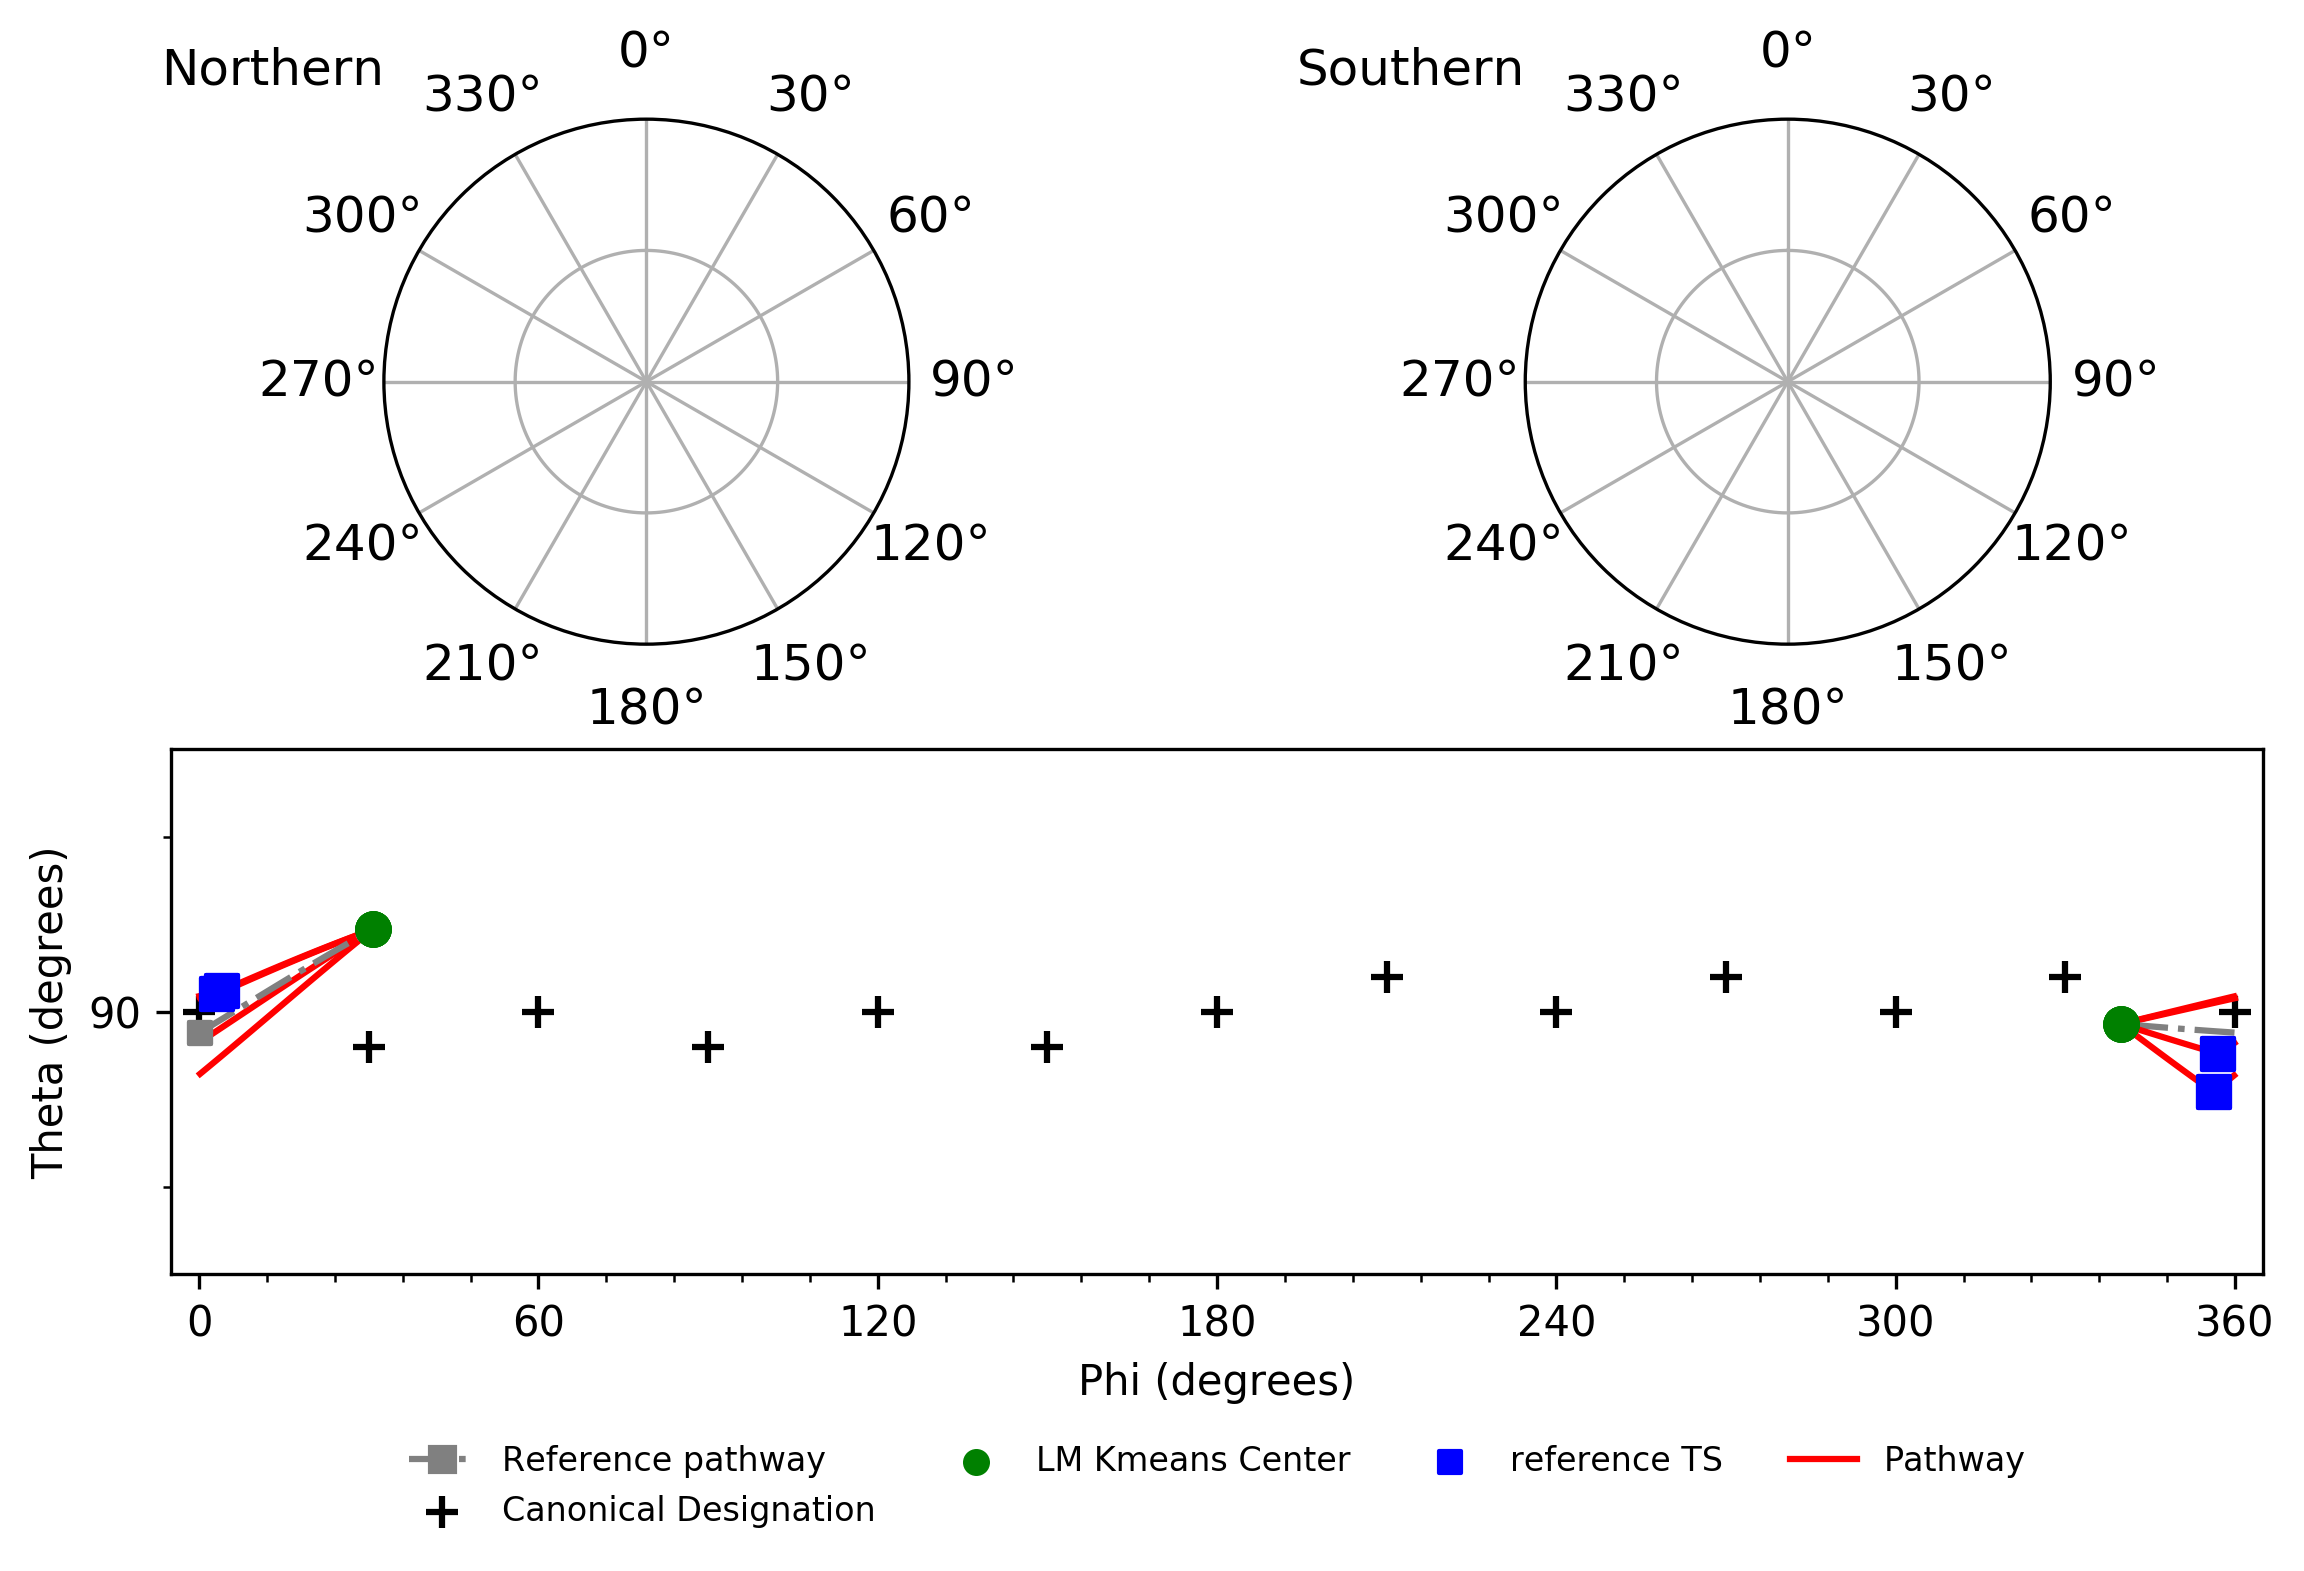 Northern
0°
30°
60°
90°
120°
150°
180°
210°
240°
270°
300°
330°
Southern
0°
30°
60°
90°
120°
150°
180°
210°
240°
270°
300°
330°
Theta (degrees)
90
0 60 120 180 240 300 360
Phi (degrees)
Reference pathway
Canonical Designation
LM Kmeans Center
reference TS
Pathway